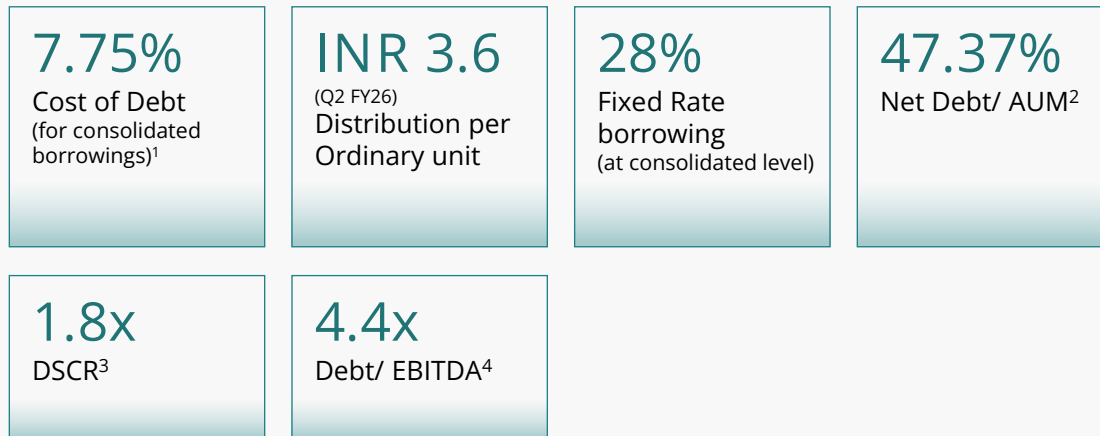 7.75%
Cost of Debt
(for consolidated
borrowings)¹
INR 3.6
(Q2 FY26)
Distribution per
Ordinary unit
28%
Fixed Rate
borrowing
(at consolidated level)
47.37%
Net Debt/ AUM²
1.8x
DSCR³
4.4x
Debt/ EBITDA⁴